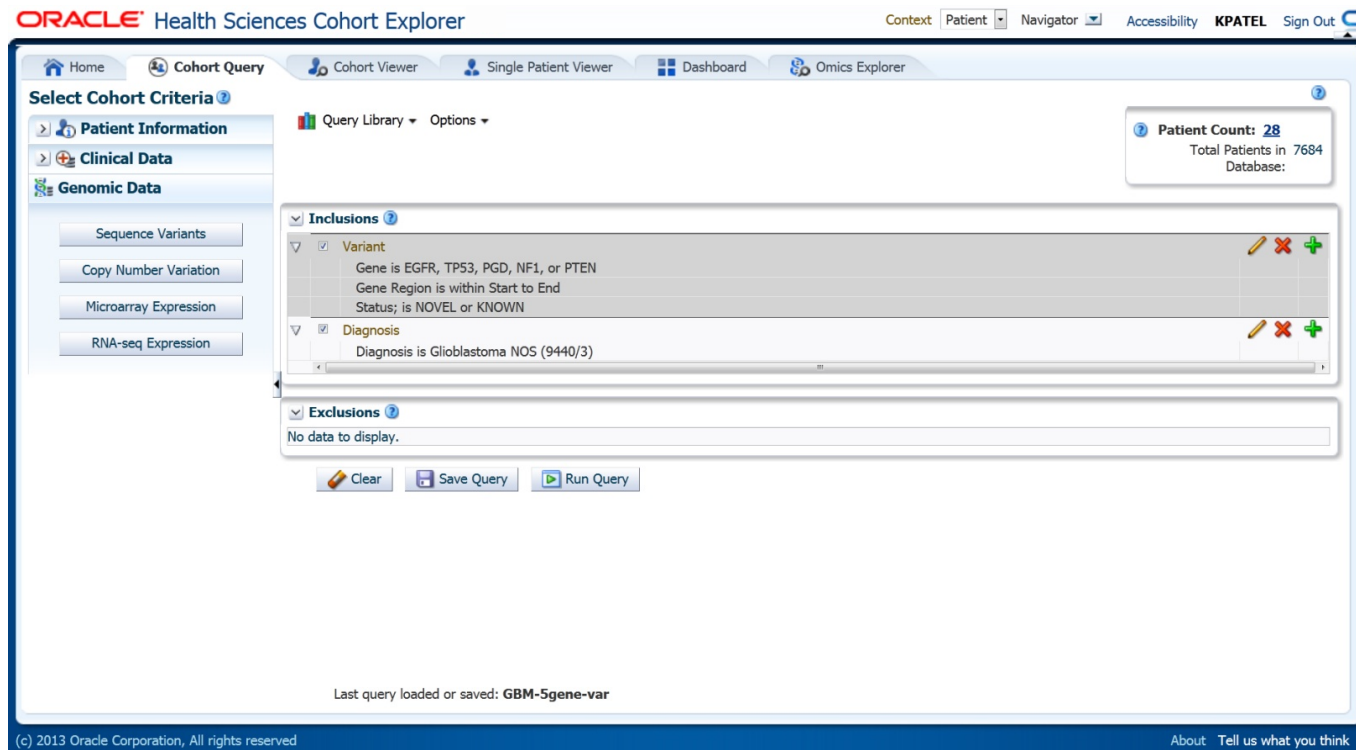 ORACLE Health Sciences Cohort Explorer
Context Patient Navigator Accessibility KPATEL Sign Out
Home Cohort Query Cohort Viewer Single Patient Viewer Dashboard Omics Explorer
Select Cohort Criteria
Patient Information
Clinical Data
Genomic Data
Sequence Variants
Copy Number Variation
Microarray Expression
RNA-seq Expression
Query Library Options
Patient Count: 28
Total Patients in 7684
Database:
Inclusions
Variant
Gene is EGFR, TP53, PGD, NF1, or PTEN
Gene Region is within Start to End
Status; is NOVEL or KNOWN
Diagnosis
Diagnosis is Glioblastoma NOS (9440/3)
Exclusions
No data to display.
Clear Save Query Run Query
Last query loaded or saved: GBM-5gene-var
(c) 2013 Oracle Corporation, All rights reserved
About Tell us what you think